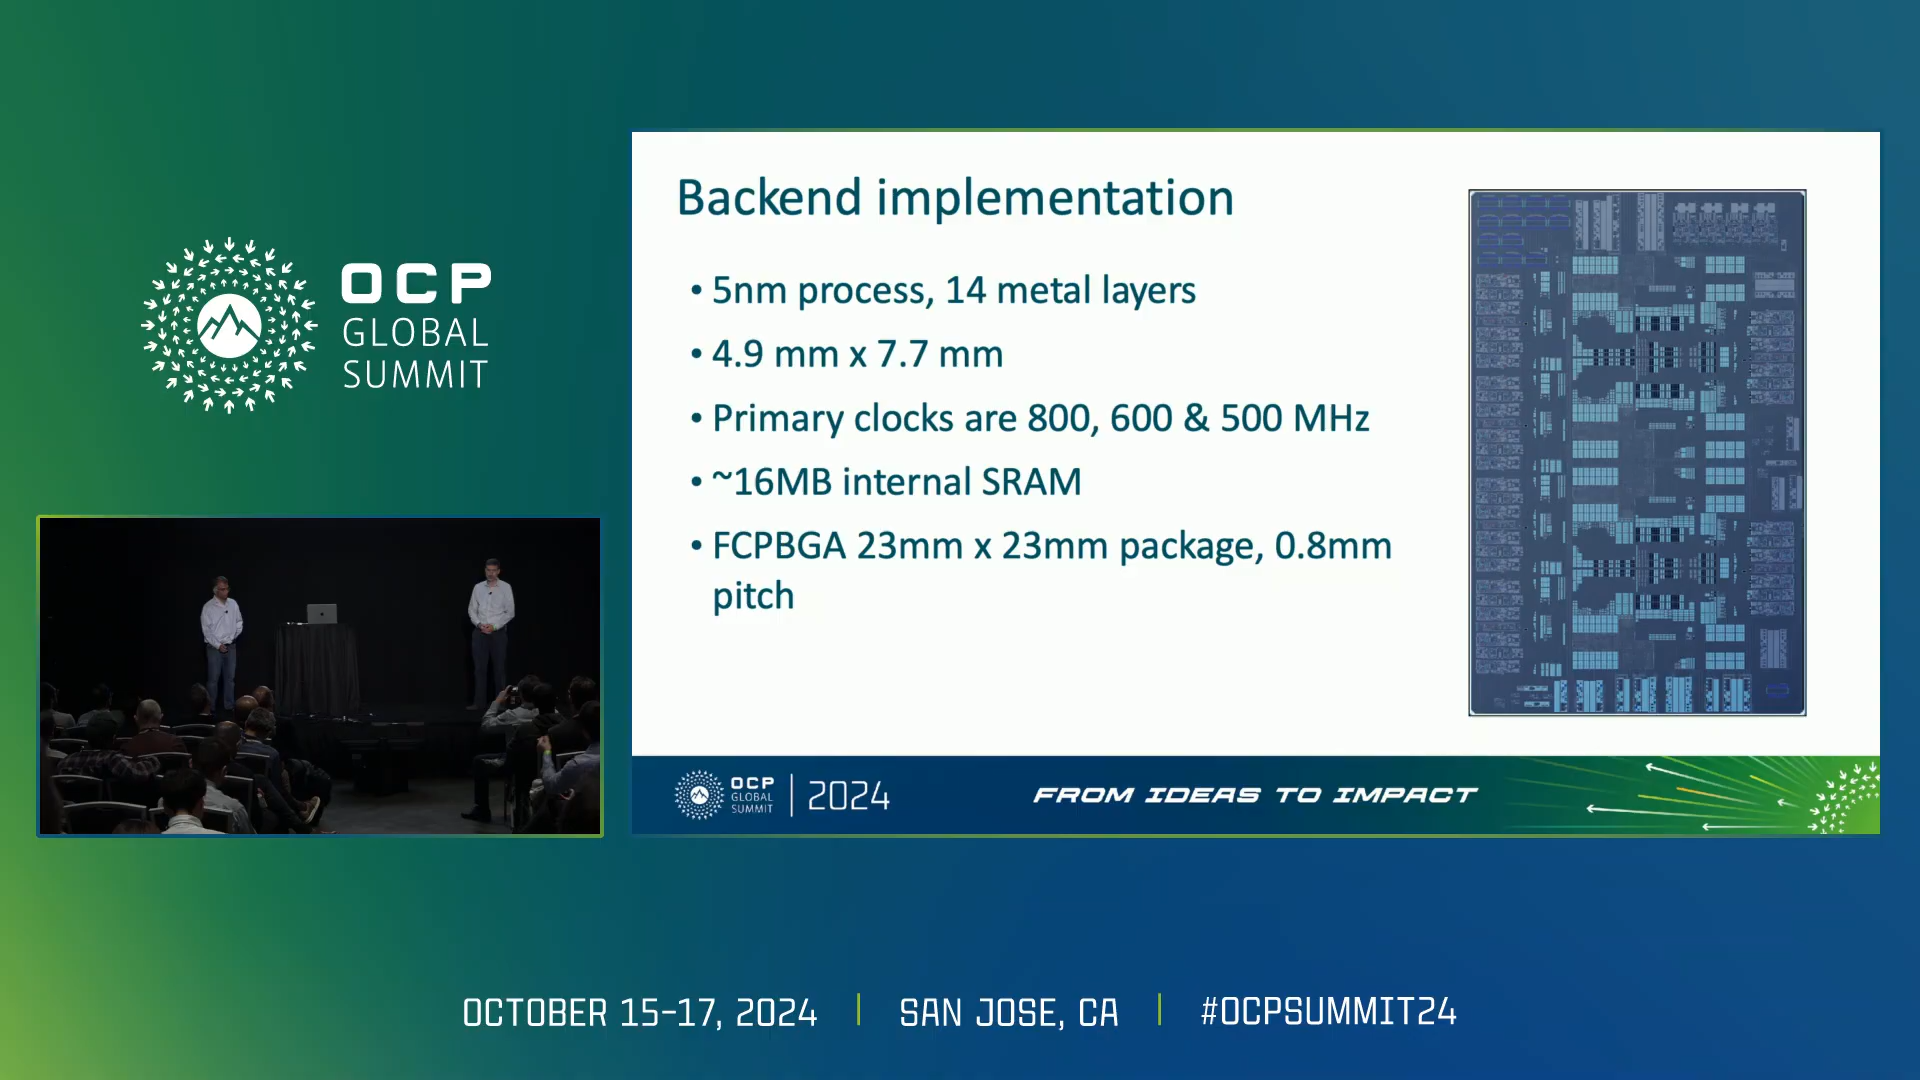 OCP
GLOBAL
SUMMIT
Backend implementation
• 5nm process, 14 metal layers
• 4.9 mm x 7.7 mm
• Primary clocks are 800, 600 & 500 MHz
• ~16MB internal SRAM
• FCPBGA 23mm x 23mm package, 0.8mm
pitch
OCP
GLOBAL
SUMMIT
2024
FROM IDEAS TO IMPACT
OCTOBER 15-17, 2024 | SAN JOSE, CA | #OCPSUMMIT24